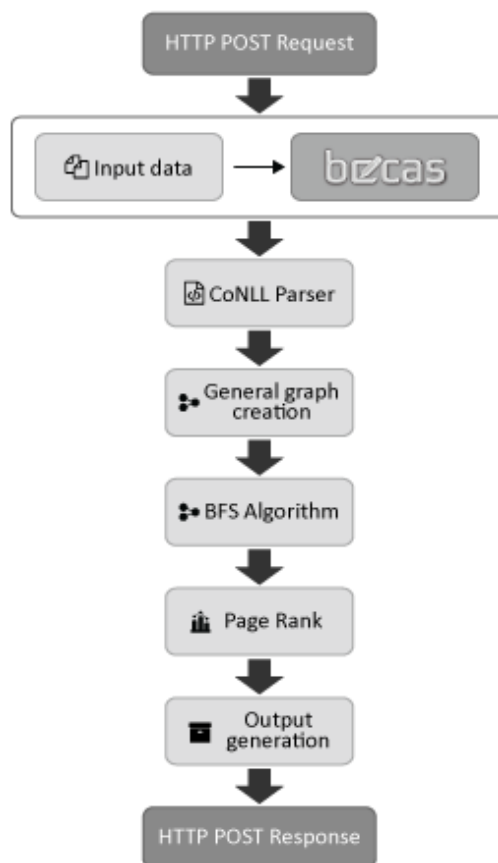 HTTP POST Request
Input data
becas
CoNLL Parser
General graph
creation
BFS Algorithm
Page Rank
Output
generation
HTTP POST Response